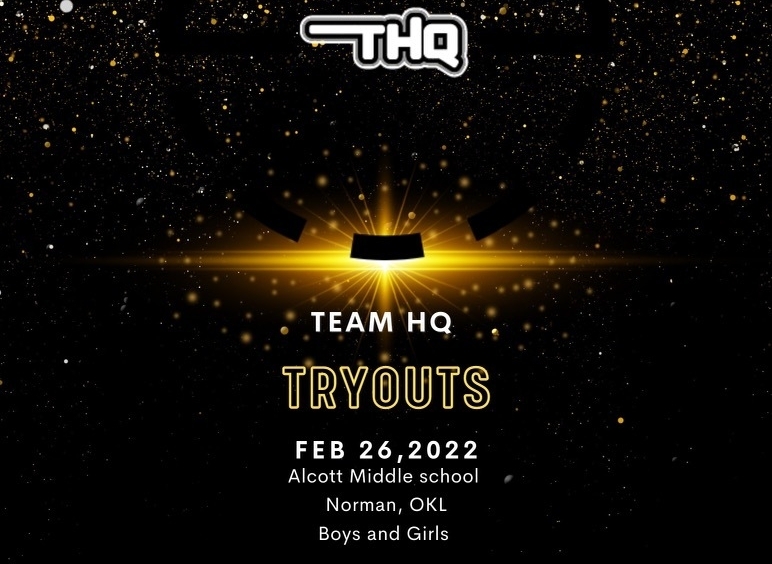 THQ
TEAM HQ
TRYOUTS
FEB 26,2022
Alcott Middle school
Norman, OKL
Boys and Girls